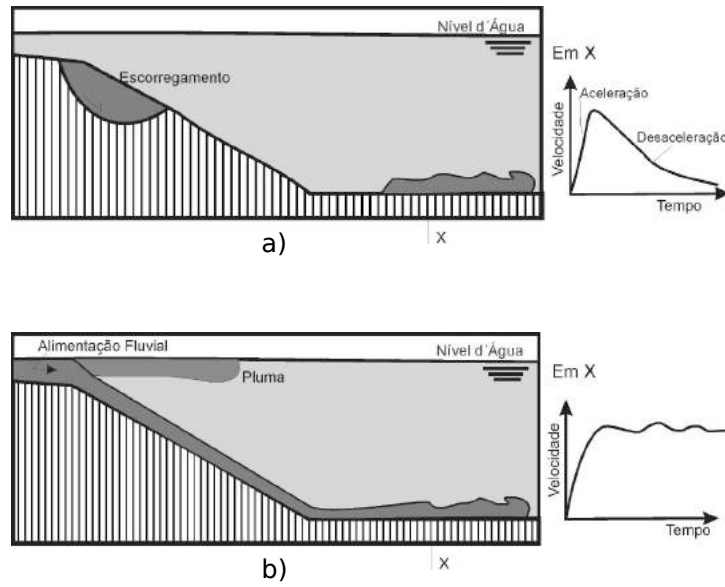 Nível d´Água
Escorregamento
X
a)
Em X
Aceleração
Desaceleração
Velocidade
Tempo
Alimentação Fluvial
Nível d´Água
Pluma
X
b)
Em X
Velocidade
Tempo